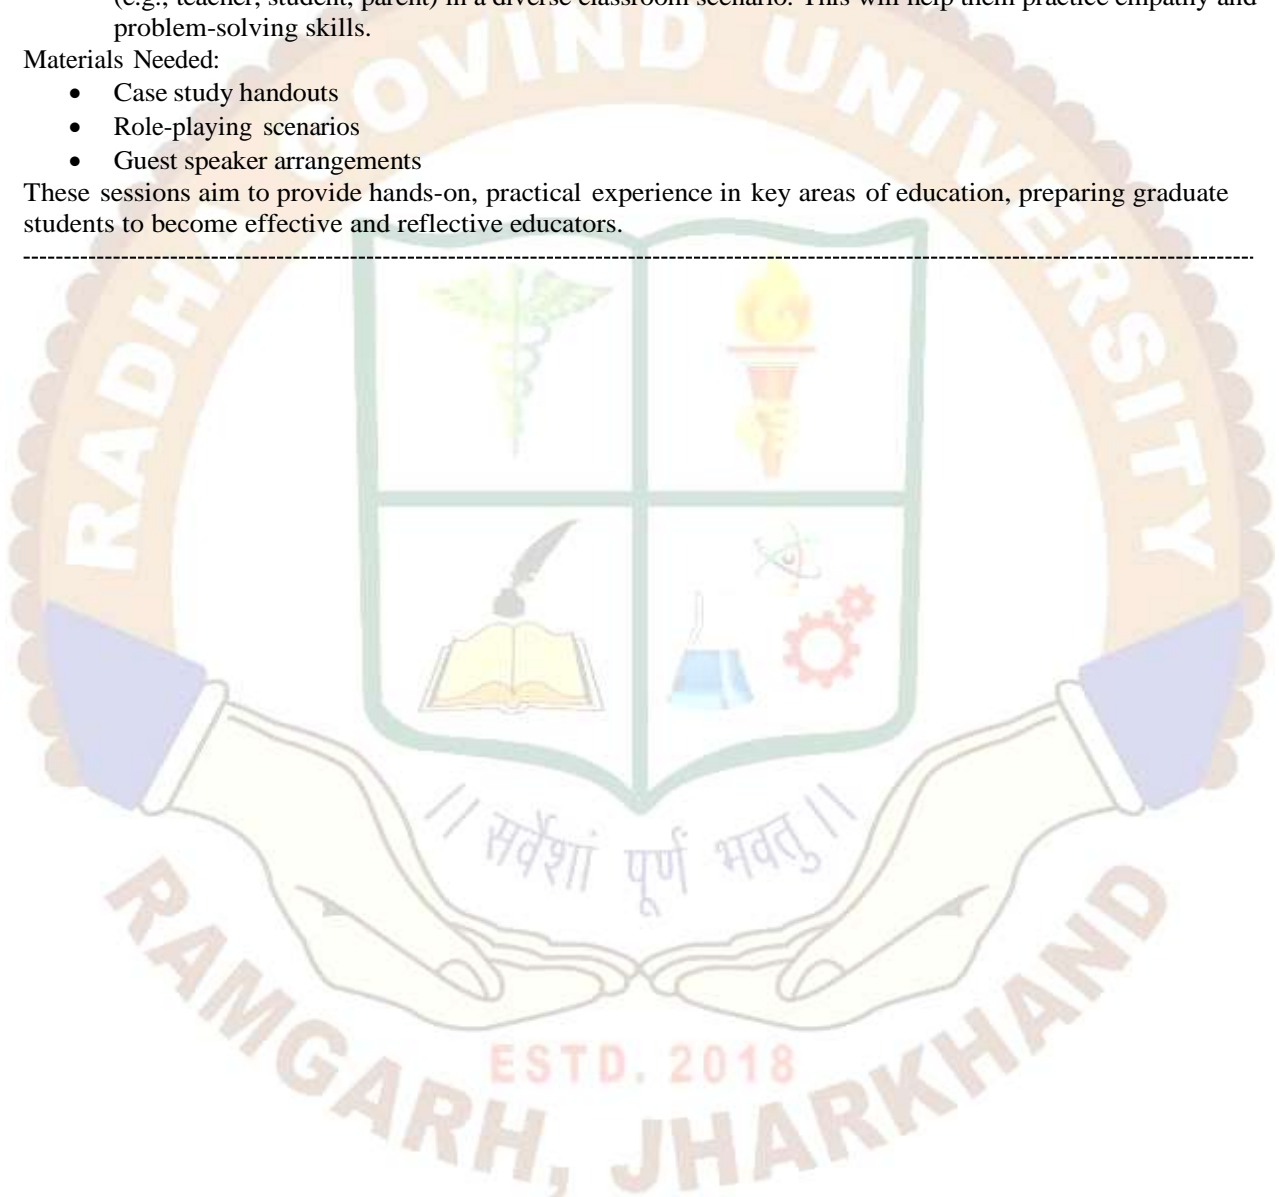 (e.g., teacher, student, parent) in a diverse classroom scenario. This will help them practice empathy and
problem-solving skills.
Materials Needed:
• Case study handouts
• Role-playing scenarios
• Guest speaker arrangements
These sessions aim to provide hands-on, practical experience in key areas of education, preparing graduate
students to become effective and reflective educators.
RADHA GOVIND UNIVERSITY
// सर्वेशां पूर्ण भवतु //
ESTD. 2018
RAMGARH, JHARKHAND